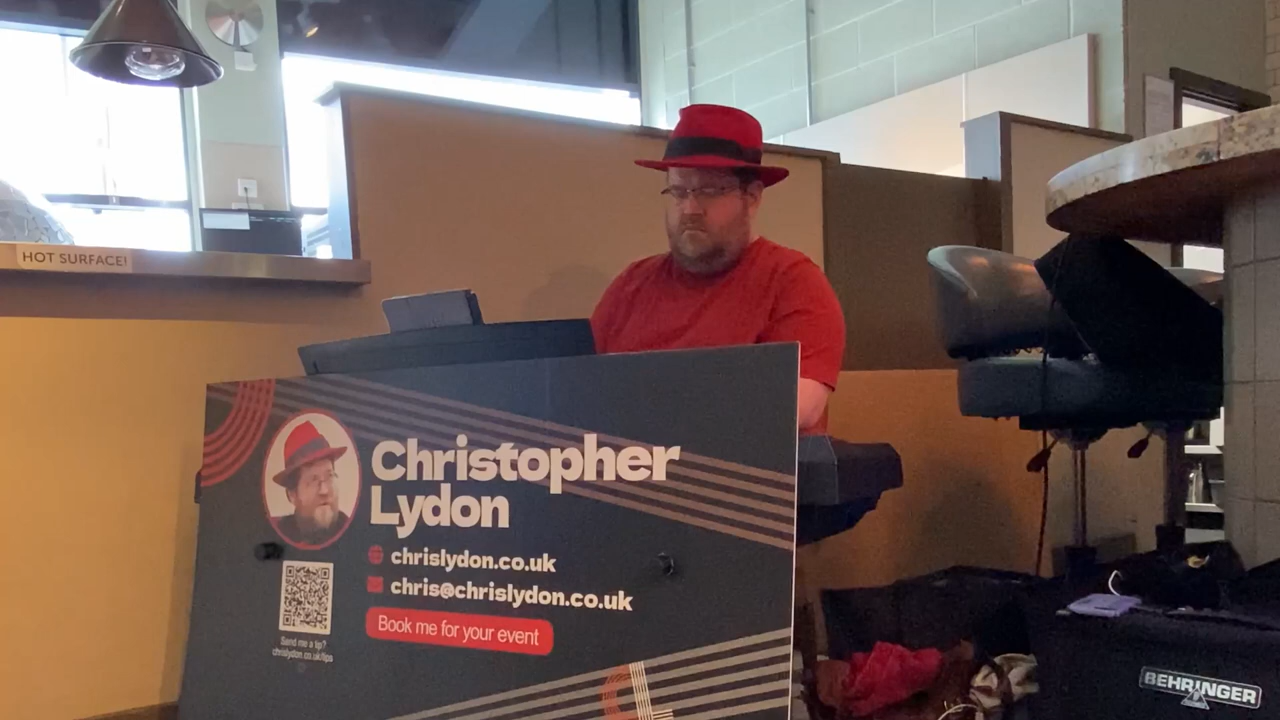 HOT SURFACE!
Christopher
Lydon
chrislydon.co.uk
chris@chrislydon.co.uk
Book me for your event
Send me a tip?
chrislydon.co.uk/tips
BEHRINGER